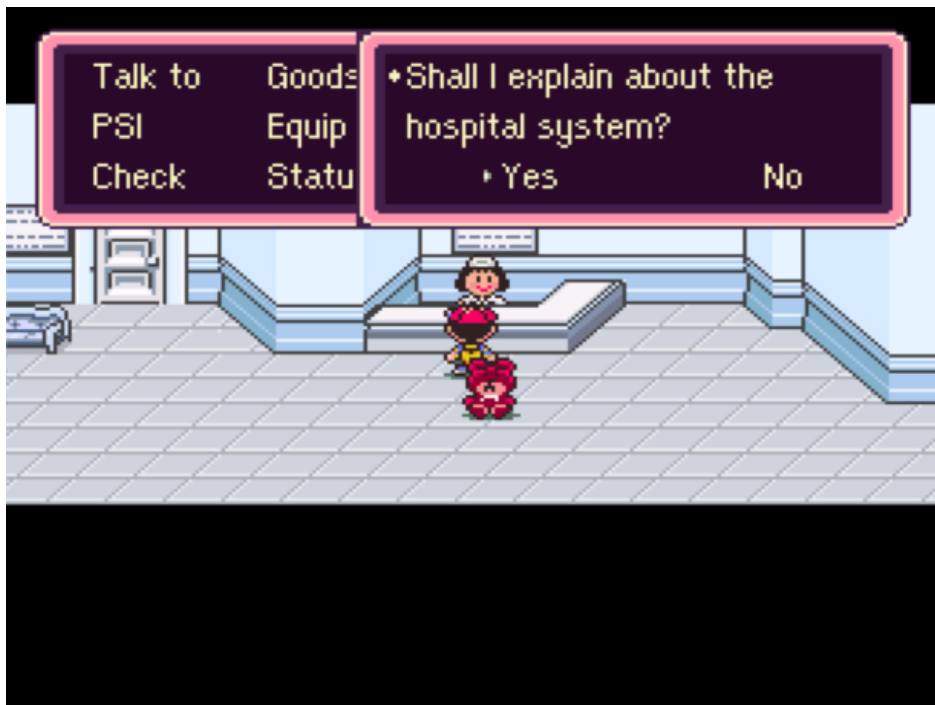 Talk to Goods
PSI Equip
Check Statu
•Shall I explain about the
hospital system?
Yes No